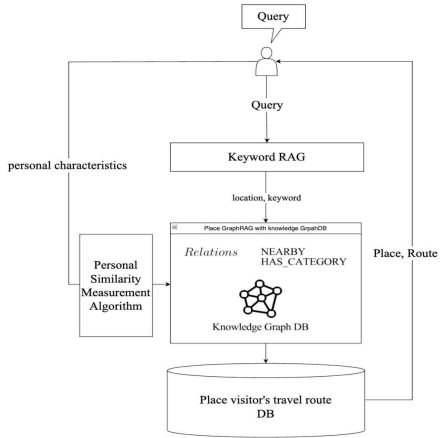 Query
Query
Keyword RAG
personal characteristics
location, keyword
Place GraphRAG with knowledge GrpahDB
Relations
NEARBY
HAS_CATEGORY
Place, Route
Personal
Similarity
Measurement
Algorithm
Knowledge Graph DB
Place visitor's travel route
DB